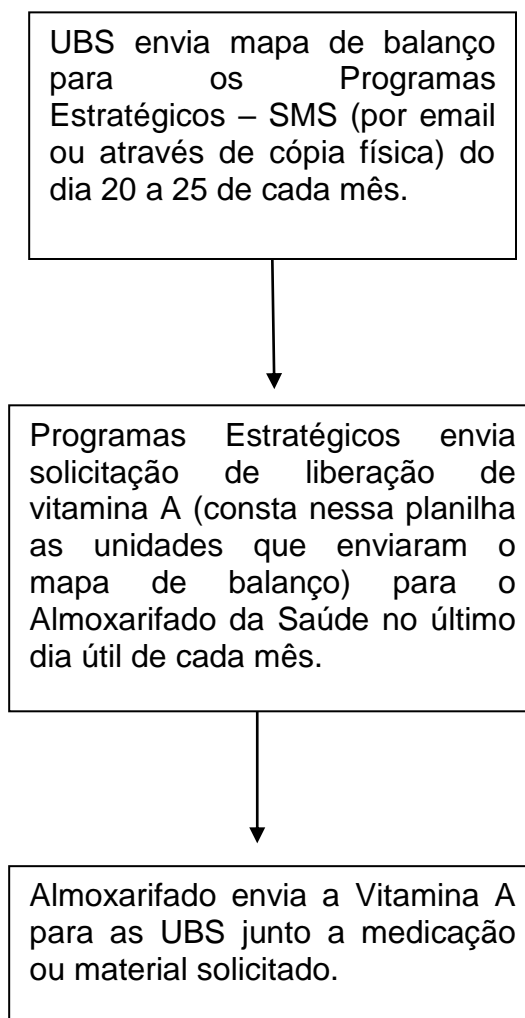 UBS envia mapa de balanço
para os Programas
Estratégicos – SMS (por email
ou através de cópia física) do
dia 20 a 25 de cada mês.
Programas Estratégicos envia
solicitação de liberação de
vitamina A (consta nessa planilha
as unidades que enviaram o
mapa de balanço) para o
Almoxarifado da Saúde no último
dia útil de cada mês.
Almoxarifado envia a Vitamina A
para as UBS junto a medicação
ou material solicitado.